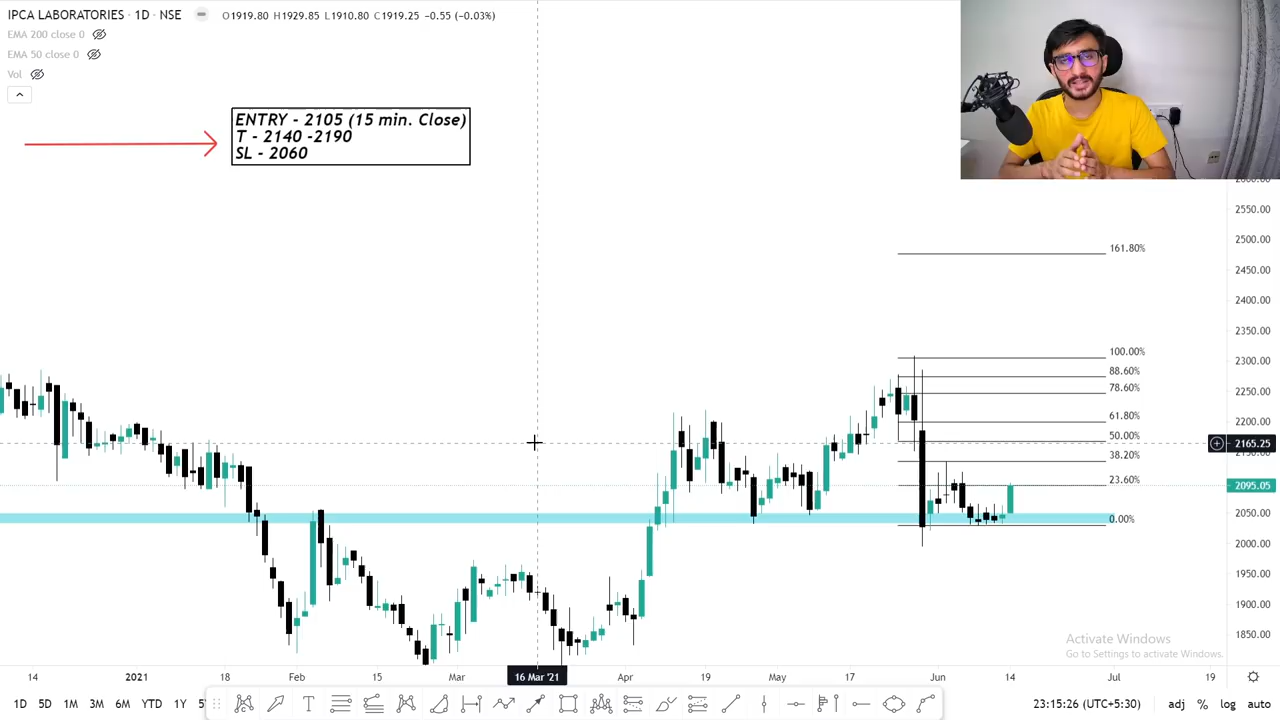 IPCA LABORATORIES · 1D · NSE O1919.80 H1929.85 L1910.80 C1919.25 −0.55 (−0.03%)
EMA 200 close 0
EMA 50 close 0
Vol
ENTRY - 2105 (15 min. Close)
T - 2140 -2190
SL - 2060
2550.00
2500.00
161.80%
2450.00
2400.00
2350.00
100.00%
2300.00
88.60%
78.60%
2250.00
61.80%
2200.00
50.00%
2165.25
38.20%
23.60%
2095.05
2050.00
0.00%
2000.00
1950.00
1900.00
1850.00
Activate Windows
Go to Settings to activate Windows.
14 2021 18 Feb 15 Mar 16 Mar '21 Apr 19 May 17 Jun 14 Jul 19
1D 5D 1M 3M 6M YTD 1Y 23:15:26 (UTC+5:30) adj % log auto